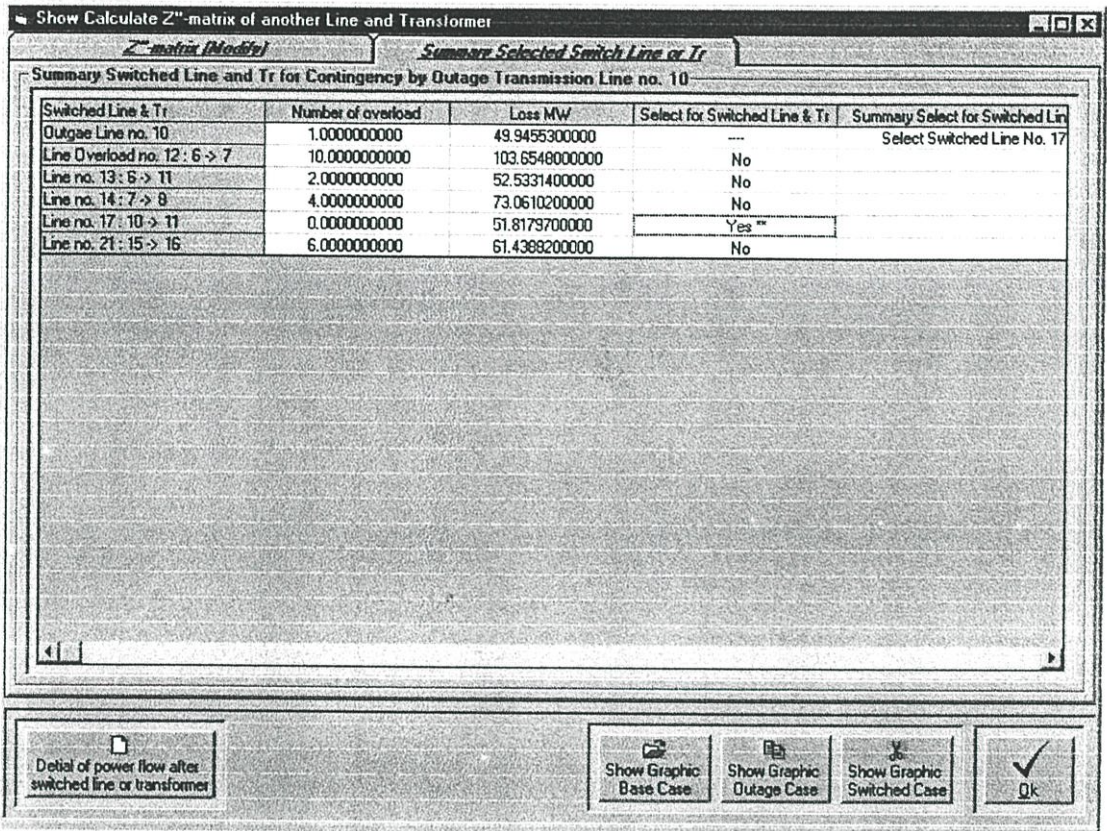 Show Calculate Z"-matrix of another Line and Transformer
Z"-matrix [Modify] Summary Selected Switch Line or Tr
Summary Switched Line and Tr for Contingency by Outage Transmission Line no. 10
Switched Line & Tr Number of overload Loss MW Select for Switched Line & Tr Summary Select for Switched Lin
Outgae Line no. 10 1.0000000000 49.9455300000 --- Select Switched Line No. 17
Line Overload no. 12 : 6 -> 7 10.0000000000 103.6548000000 No
Line no. 13 : 6 -> 11 2.0000000000 52.5331400000 No
Line no. 14 : 7 -> 8 4.0000000000 73.0610200000 No
Line no. 17 : 10 -> 11 0.0000000000 51.8179700000 Yes **
Line no. 21 : 15 -> 16 6.0000000000 61.4388200000 No
Detial of power flow after
switched line or transformer
Show Graphic
Base Case
Show Graphic
Outage Case
Show Graphic
Switched Case
Ok